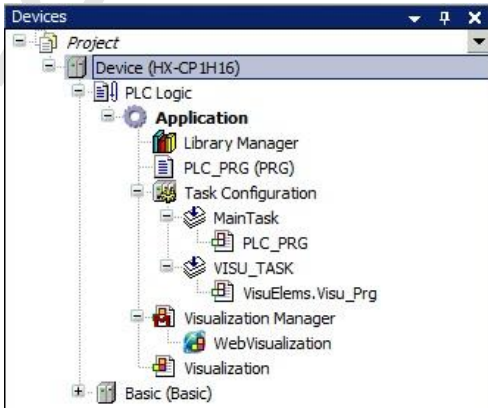 Devices
Project
Device (HX-CP1H16)
PLC Logic
Application
Library Manager
PLC_PRG (PRG)
Task Configuration
MainTask
PLC_PRG
VISU_TASK
VisuElems.Visu_Prg
Visualization Manager
WebVisualization
Visualization
Basic (Basic)